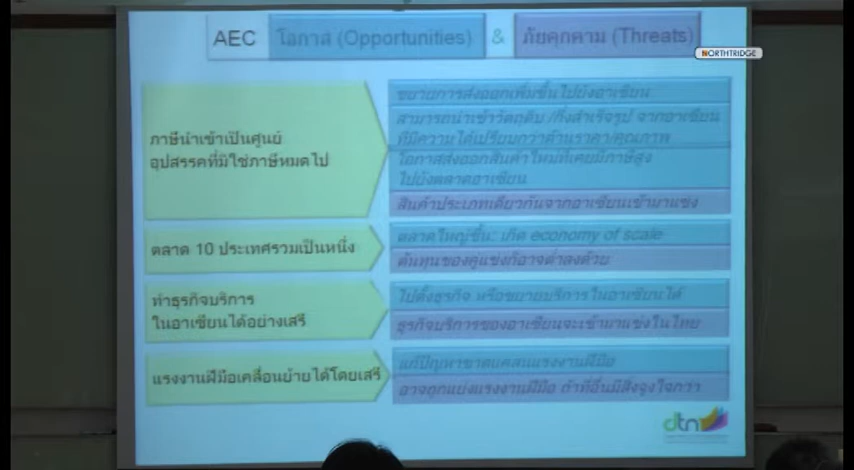 AEC โอกาส (Opportunities) & ภัยคุกคาม (Threats)
NORTHTRIDGE
ภาษีนำเข้าเป็นศูนย์
อุปสรรคที่มิใช่ภาษีหมดไป
ขยายการส่งออกเพิ่มขึ้นไปยังอาเซียน
สามารถนำเข้าวัตถุดิบ /กึ่งสำเร็จรูป จากอาเซียน
ที่มีความได้เปรียบกว่าด้านราคา/คุณภาพ
โอกาสส่งออกสินค้าใหม่ที่เคยมีภาษีสูง
ไปยังตลาดอาเซียน
สินค้าประเภทเดียวกันจากอาเซียนเข้ามาแข่ง
ตลาด 10 ประเทศรวมเป็นหนึ่ง
ตลาดใหญ่ขึ้น: เกิด economy of scale
ต้นทุนของคู่แข่งก็อาจต่ำลงด้วย
ทำธุรกิจบริการ
ในอาเซียนได้อย่างเสรี
ไปตั้งธุรกิจ หรือขยายบริการในอาเซียนได้
ธุรกิจบริการของอาเซียนจะเข้ามาแข่งในไทย
แรงงานฝีมือเคลื่อนย้ายได้โดยเสรี
แก้ปัญหาขาดแคลนแรงงานฝีมือ
อาจถูกแย่งแรงงานฝีมือ ถ้าที่อื่นมีสิ่งจูงใจกว่า
dtn